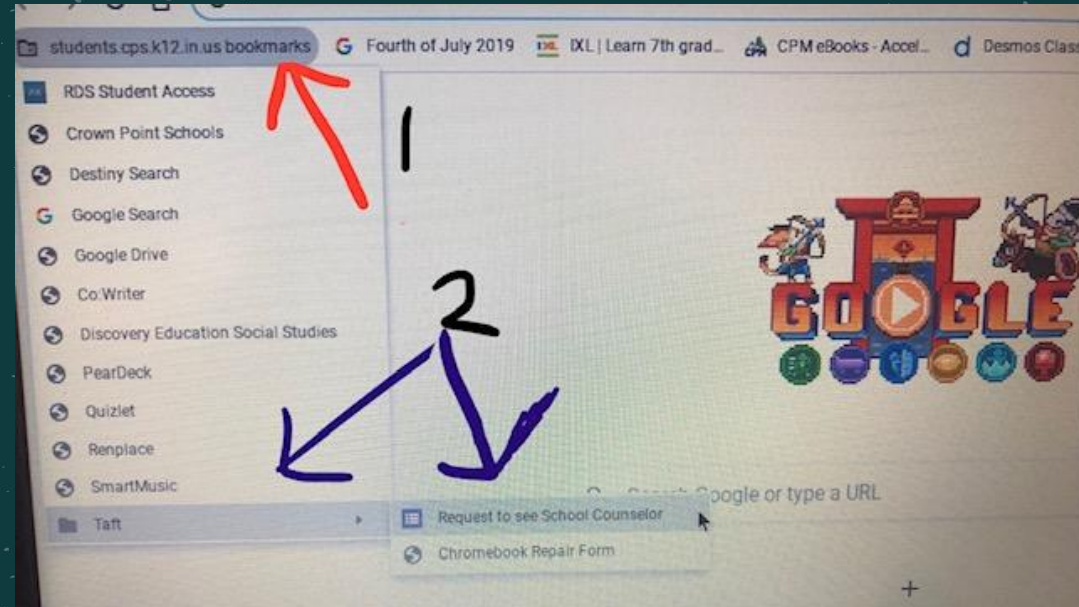 students.cps.k12.in.us bookmarks
Fourth of July 2019
IXL | Learn 7th grad...
CPM eBooks - Accel...
Desmos Class
RDS Student Access
Crown Point Schools
Destiny Search
Google Search
Google Drive
Co:Writer
Discovery Education Social Studies
PearDeck
Quizlet
Renplace
SmartMusic
Taft
1
2
Request to see School Counselor
Chromebook Repair Form
GOOGLE
Search Google or type a URL